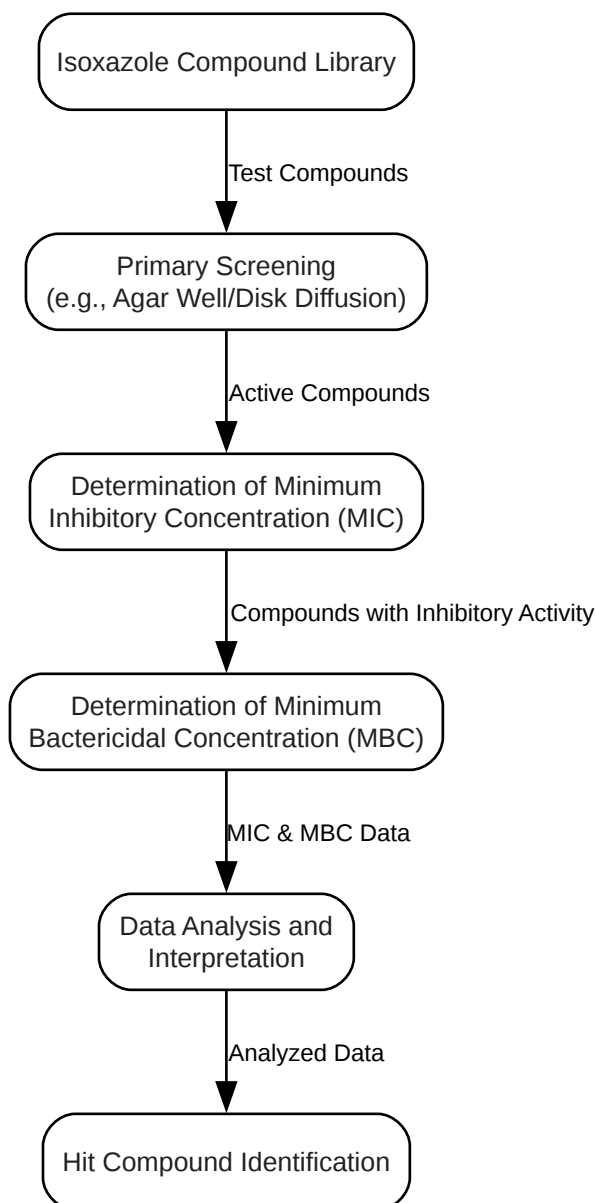 Isoxazole Compound Library
Test Compounds
Primary Screening
(e.g., Agar Well/Disk Diffusion)
Active Compounds
Determination of Minimum
Inhibitory Concentration (MIC)
Compounds with Inhibitory Activity
Determination of Minimum
Bactericidal Concentration (MBC)
MIC & MBC Data
Data Analysis and
Interpretation
Analyzed Data
Hit Compound Identification